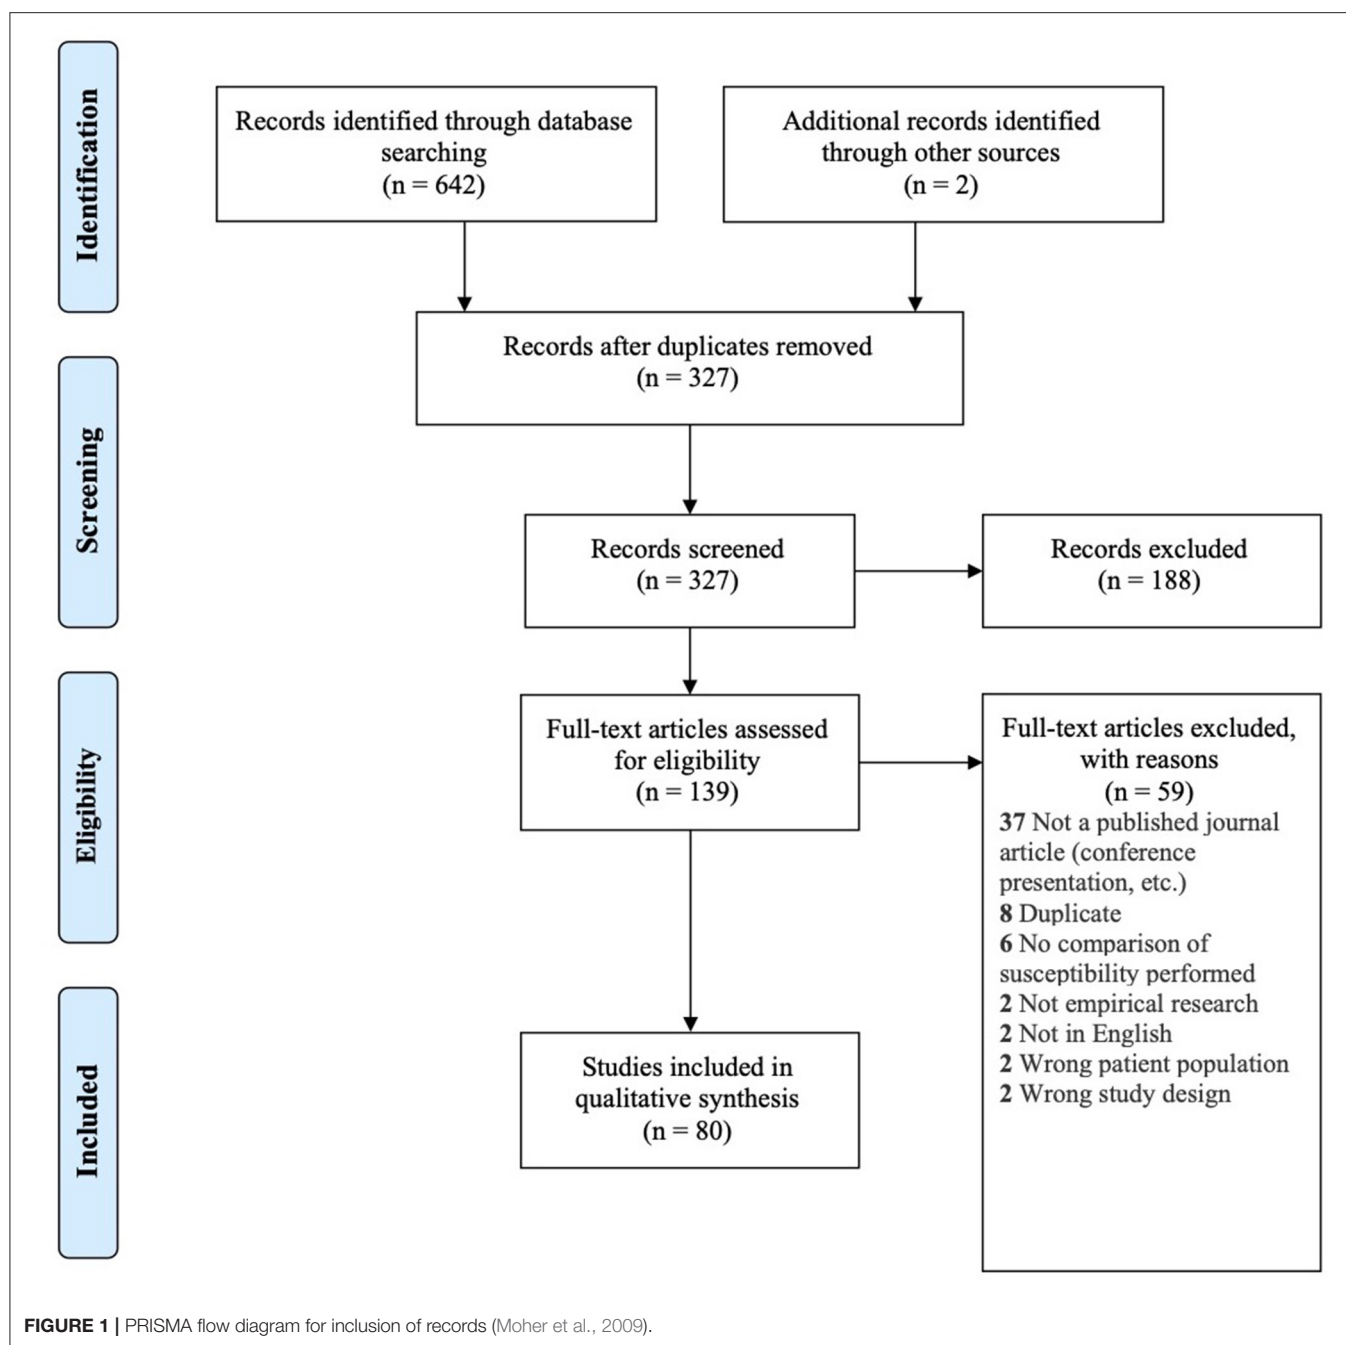 Identification
Records identified through database
searching
(n = 642)
Additional records identified
through other sources
(n = 2)
Records after duplicates removed
(n = 327)
Screening
Records screened
(n = 327)
Records excluded
(n = 188)
Eligibility
Full-text articles assessed
for eligibility
(n = 139)
Full-text articles excluded,
with reasons
(n = 59)
37 Not a published journal
article (conference
presentation, etc.)
8 Duplicate
6 No comparison of
susceptibility performed
2 Not empirical research
2 Not in English
2 Wrong patient population
2 Wrong study design
Included
Studies included in
qualitative synthesis
(n = 80)
FIGURE 1 | PRISMA flow diagram for inclusion of records (Moher et al., 2009).